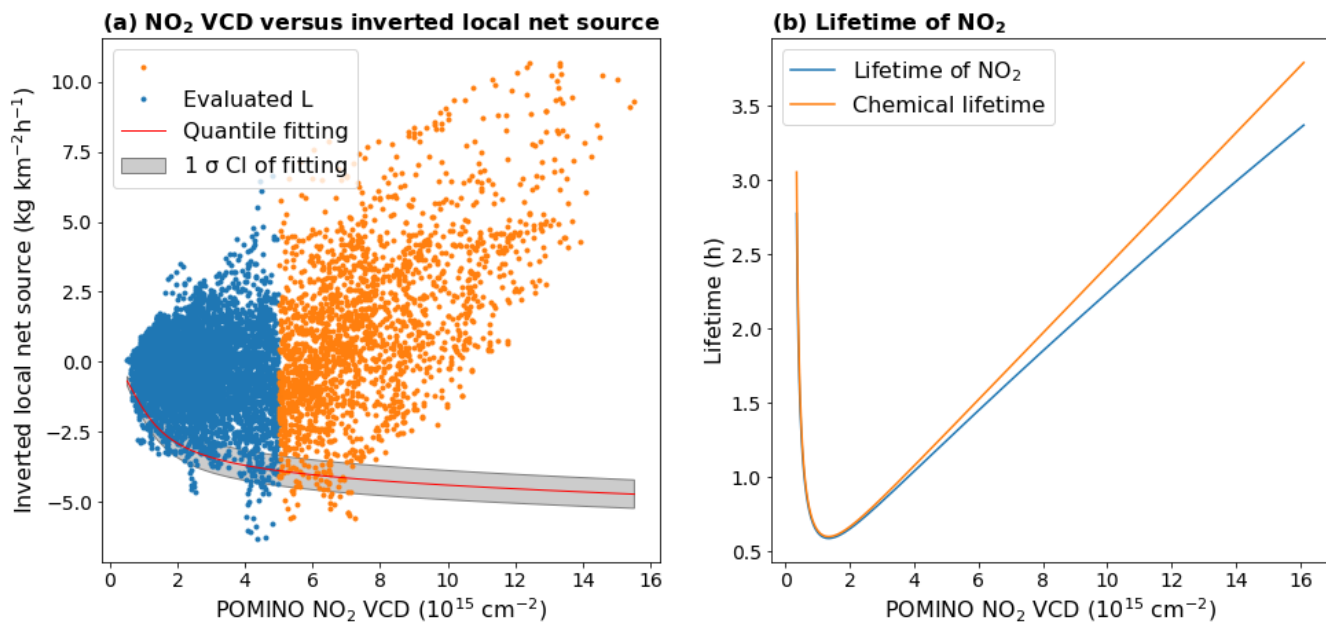 (a) NO₂ VCD versus inverted local net source
Inverted local net source (kg km⁻²h⁻¹)
10.0
7.5
5.0
2.5
0.0
−2.5
−5.0
Evaluated L
Quantile fitting
1 σ CI of fitting
0 2 4 6 8 10 12 14 16
POMINO NO₂ VCD (10¹⁵ cm⁻²)
(b) Lifetime of NO₂
Lifetime (h)
3.5
3.0
2.5
2.0
1.5
1.0
0.5
Lifetime of NO₂
Chemical lifetime
0 2 4 6 8 10 12 14 16
POMINO NO₂ VCD (10¹⁵ cm⁻²)